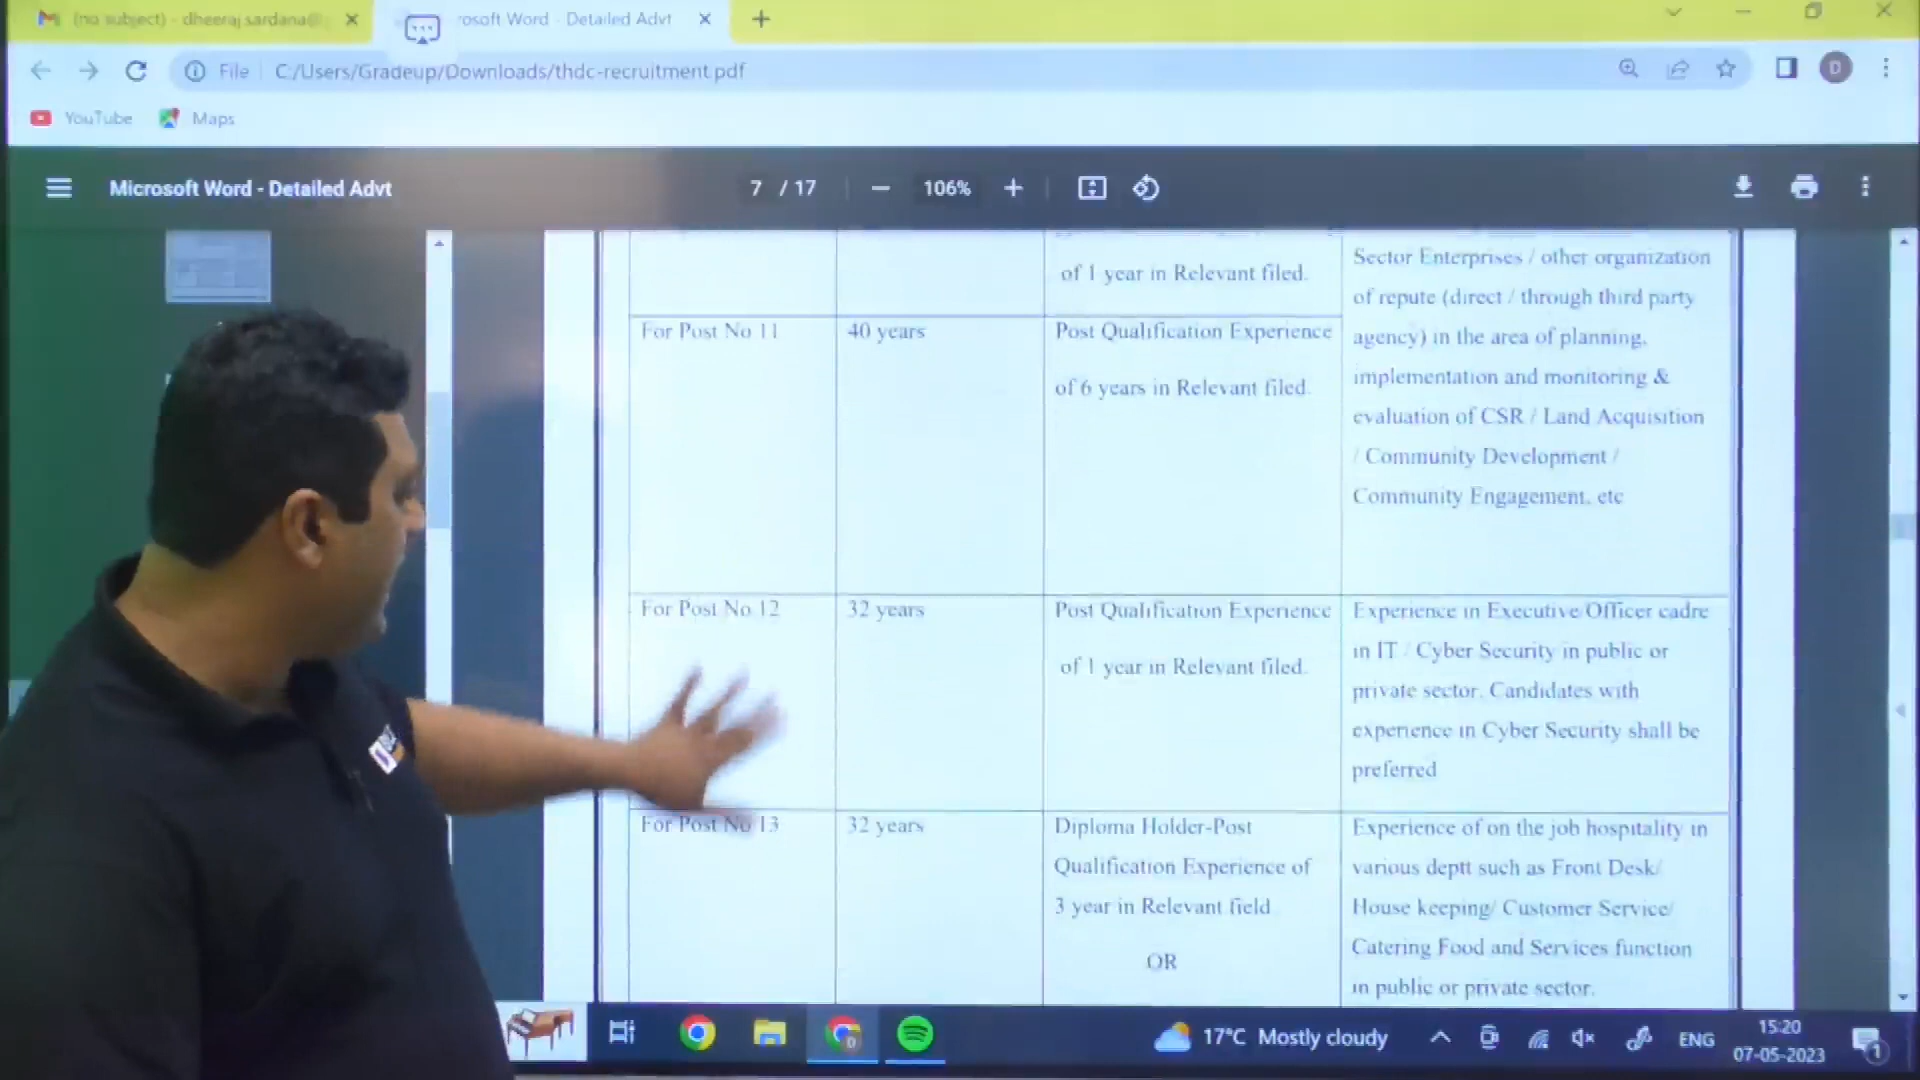 (no subject) - dheeraj.sardana@
rosoft Word - Detailed Advt
File
C:/Users/Gradeup/Downloads/thdc-recruitment.pdf
D
YouTube
Maps
Microsoft Word - Detailed Advt
7 / 17
106%
of 1 year in Relevant filed.
Sector Enterprises / other organization
of repute (direct / through third party
agency) in the area of planning,
implementation and monitoring &
evaluation of CSR / Land Acquisition
/ Community Development /
Community Engagement, etc
For Post No 11
40 years
Post Qualification Experience
of 6 years in Relevant filed.
For Post No 12
32 years
Post Qualification Experience
of 1 year in Relevant filed.
Experience in Executive/Officer cadre
in IT / Cyber Security in public or
private sector. Candidates with
experience in Cyber Security shall be
preferred
For Post No 13
32 years
Diploma Holder-Post
Qualification Experience of
3 year in Relevant field
OR
Experience of on the job hospitality in
various deptt such as Front Desk/
House keeping/ Customer Service/
Catering Food and Services function
in public or private sector.
17°C Mostly cloudy
ENG
15:20
07-05-2023
1